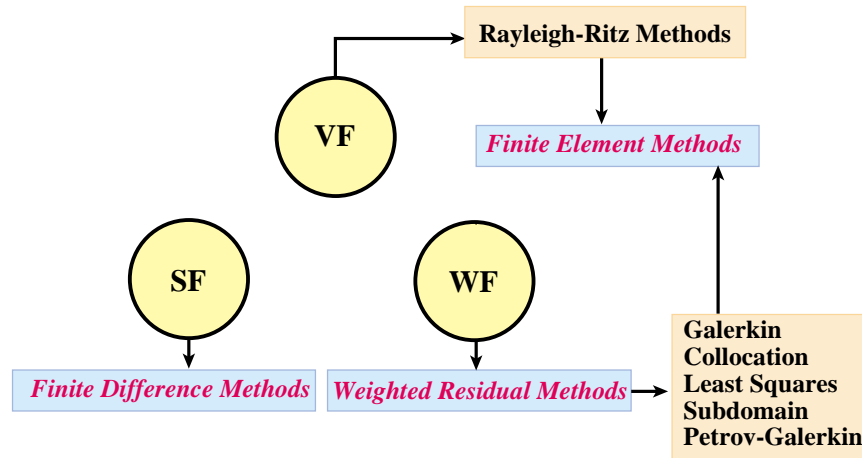 Rayleigh-Ritz Methods
VF
Finite Element Methods
SF
WF
Finite Difference Methods
Weighted Residual Methods
Galerkin
Collocation
Least Squares
Subdomain
Petrov-Galerkin